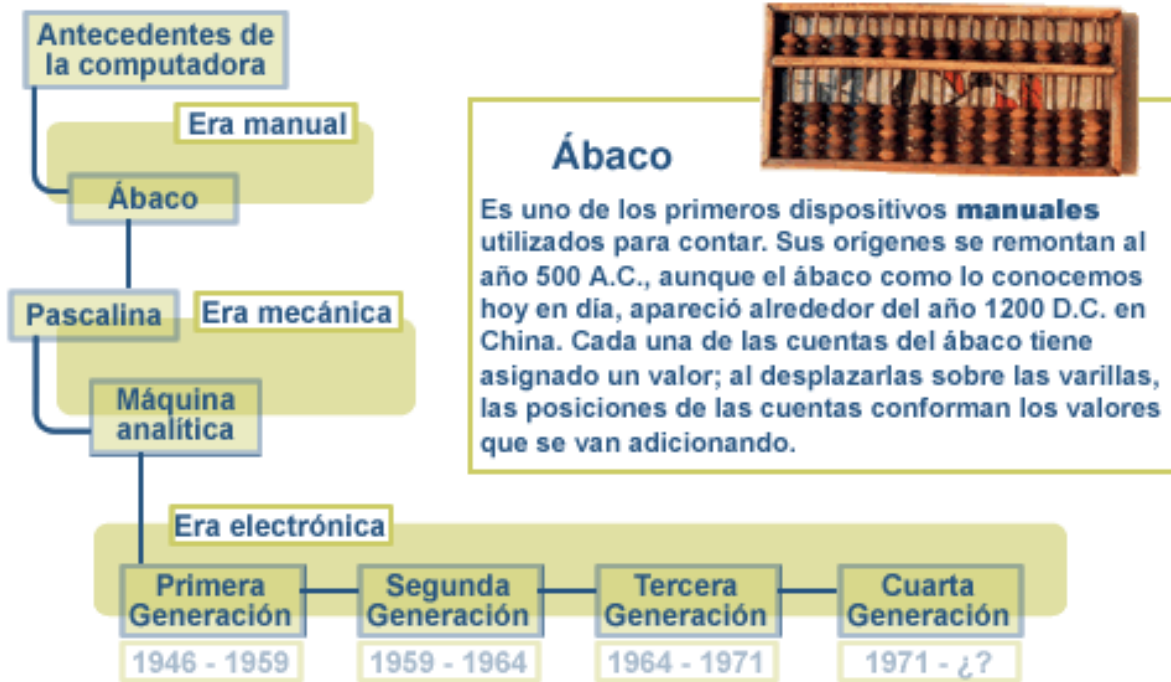 Antecedentes de
la computadora
Era manual
Ábaco
Pascalina
Era mecánica
Máquina
analítica
Ábaco
Es uno de los primeros dispositivos manuales
utilizados para contar. Sus orígenes se remontan al
año 500 A.C., aunque el ábaco como lo conocemos
hoy en día, apareció alrededor del año 1200 D.C. en
China. Cada una de las cuentas del ábaco tiene
asignado un valor; al desplazarlas sobre las varillas,
las posiciones de las cuentas conforman los valores
que se van adicionando.
Era electrónica
Primera
Generación
1946 - 1959
Segunda
Generación
1959 - 1964
Tercera
Generación
1964 - 1971
Cuarta
Generación
1971 - ¿?